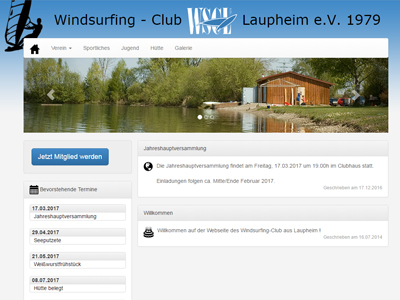 Windsurfing - Club WSCL Laupheim e.V. 1979
Verein Sportliches Jugend Hütte Galerie
Jetzt Mitglied werden
Bevorstehende Termine
17.03.2017
Jahreshauptversammlung
29.04.2017
Seeputzete
21.05.2017
Weißwurstfrühstück
08.07.2017
Hütte belegt
Jahreshauptversammlung
Die Jahreshauptversammlung findet am Freitag, 17.03.2017 um 19.00h im Clubhaus statt.
Einladungen folgen ca. Mitte/Ende Februar 2017.
Geschrieben am 17.12.2016
Willkommen
Willkommen auf der Webseite des Windsurfing-Club aus Laupheim !
Geschrieben am 10.07.2014